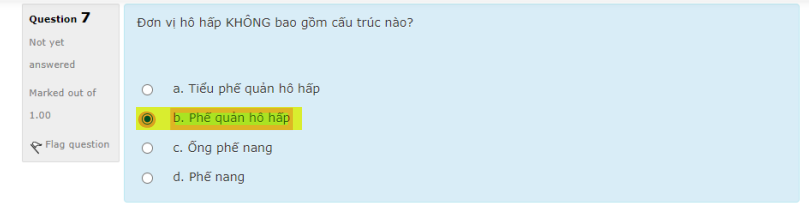 Question 7
Not yet
answered
Marked out of
1.00
Flag question
Đơn vị hô hấp KHÔNG bao gồm cấu trúc nào?
a. Tiểu phế quản hô hấp
b. Phế quản hô hấp
c. Ống phế nang
d. Phế nang